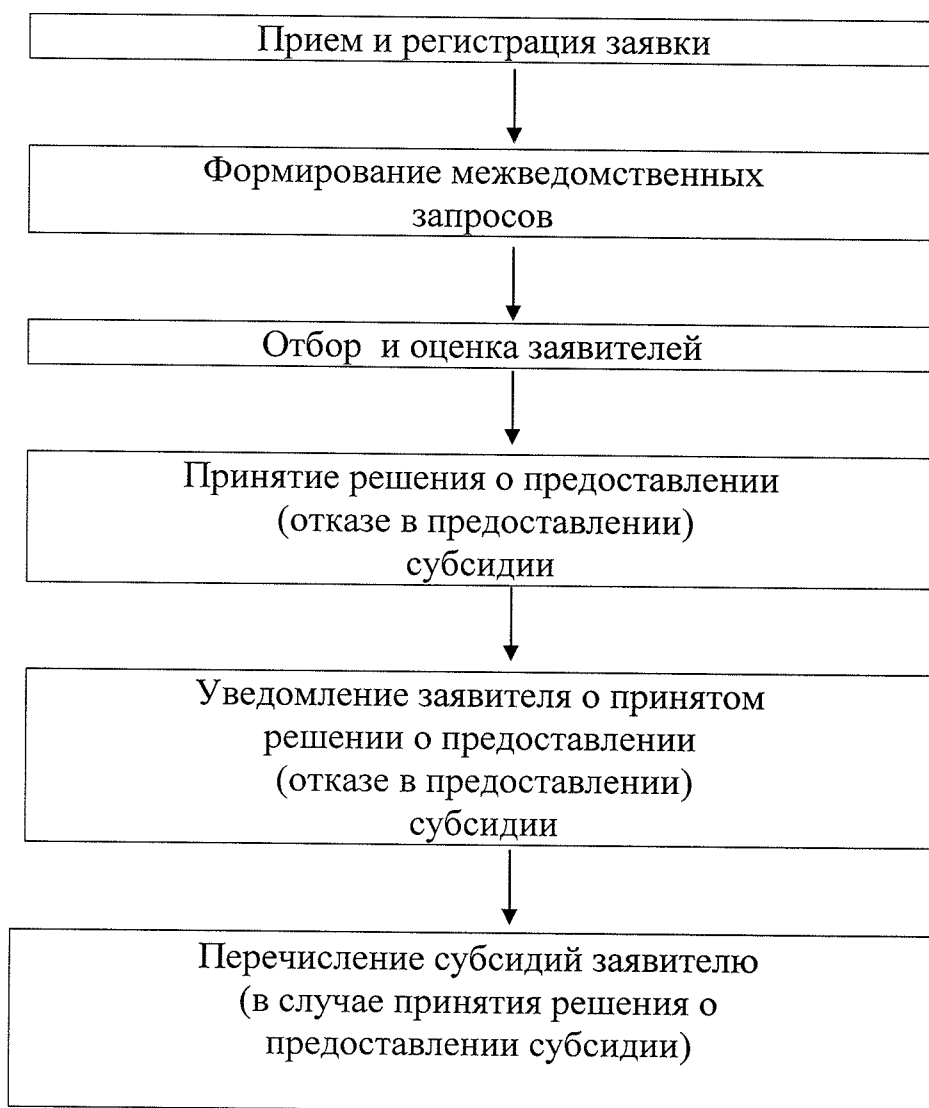 Прием и регистрация заявки
Формирование межведомственных
запросов
Отбор и оценка заявителей
Принятие решения о предоставлении
(отказе в предоставлении)
субсидии
Уведомление заявителя о принятом
решении о предоставлении
(отказе в предоставлении)
субсидии
Перечисление субсидий заявителю
(в случае принятия решения о
предоставлении субсидии)